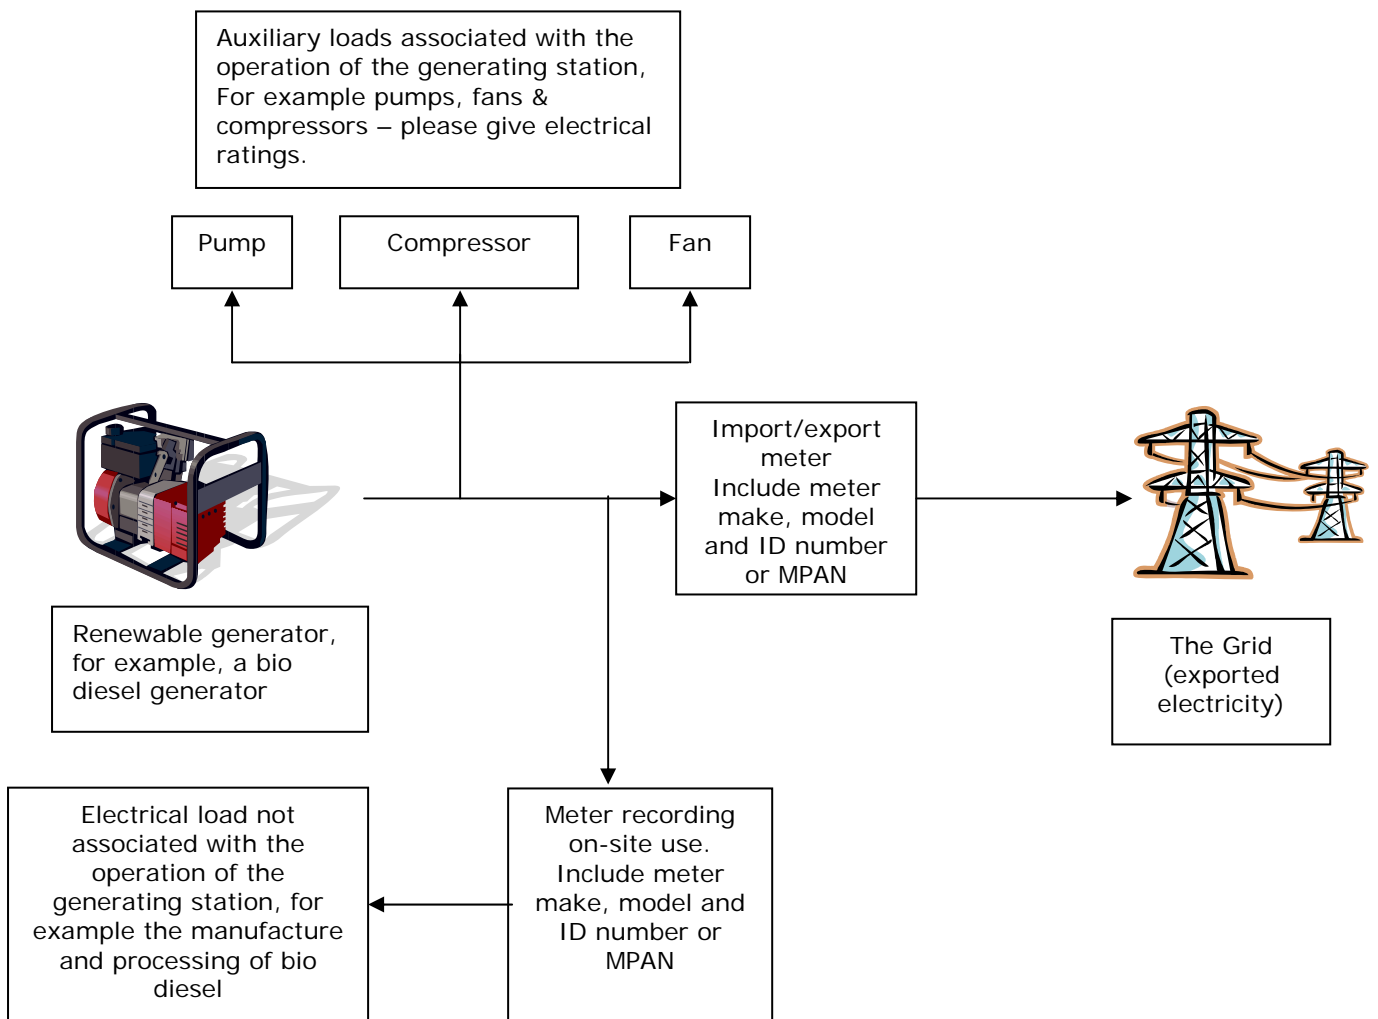 Auxiliary loads associated with the
operation of the generating station,
For example pumps, fans &
compressors – please give electrical
ratings.
Pump
Compressor
Fan
Import/export
meter
Include meter
make, model
and ID number
or MPAN
Renewable generator,
for example, a bio
diesel generator
The Grid
(exported
electricity)
Electrical load not
associated with the
operation of the
generating station, for
example the manufacture
and processing of bio
diesel
Meter recording
on-site use.
Include meter
make, model and
ID number or
MPAN